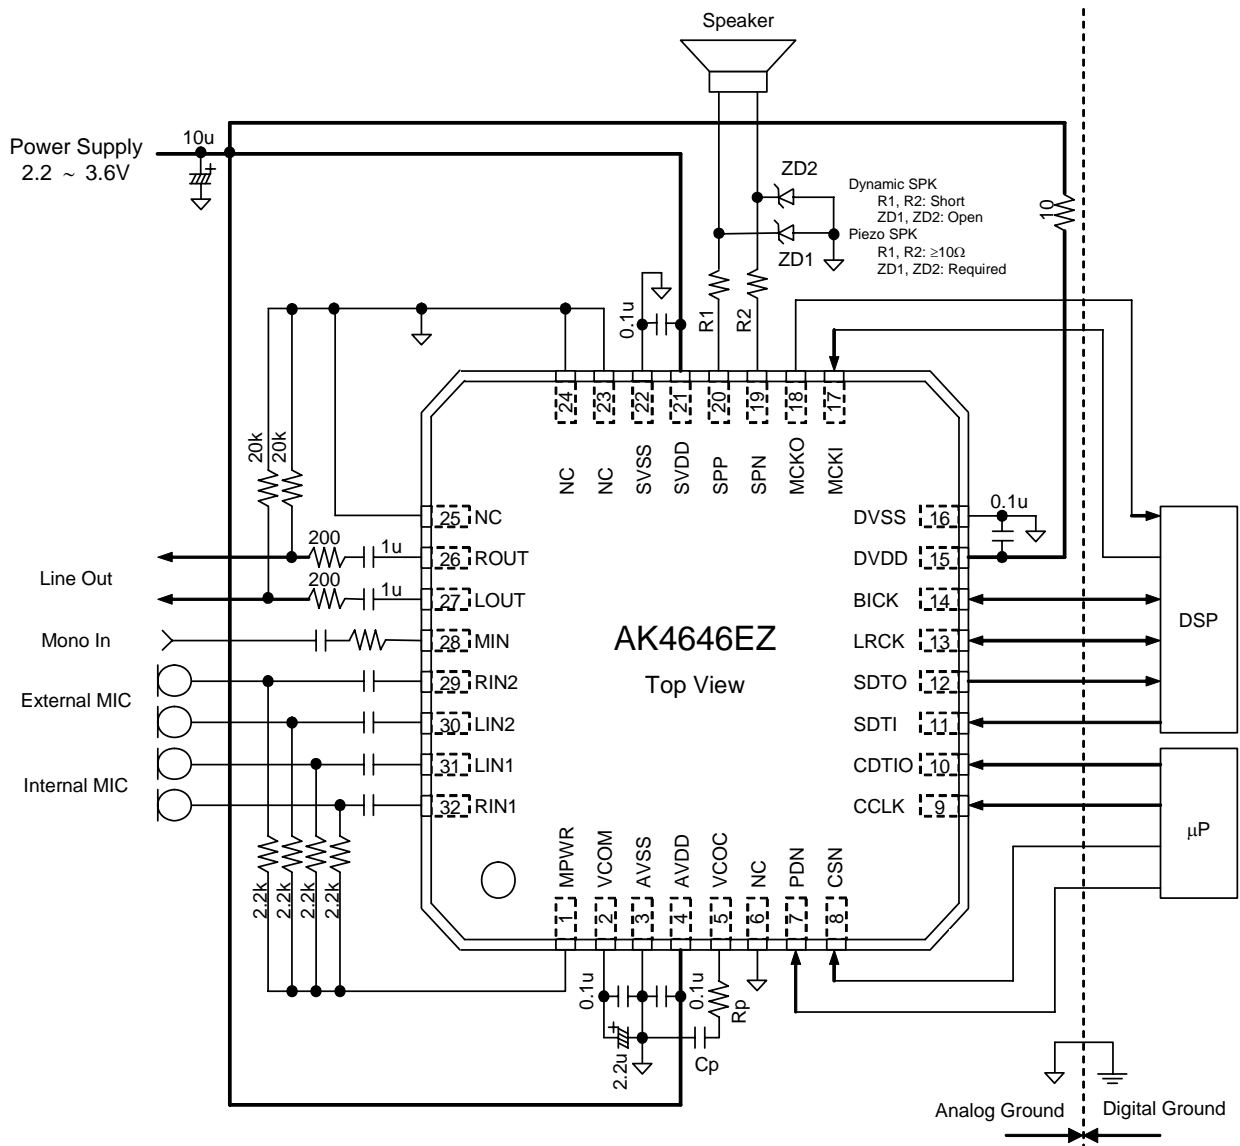 Speaker
Power Supply
2.2 ~ 3.6V
10u
ZD2
ZD1
Dynamic SPK
R1, R2: Short
ZD1, ZD2: Open
Piezo SPK
R1, R2: ≥10Ω
ZD1, ZD2: Required
10
0.1u
R1
R2
24
23
22
21
20
19
18
17
NC
NC
SVSS
SVDD
SPP
SPN
MCKO
MCKI
20k
20k
25 NC
200
1u
26 ROUT
200
1u
27 LOUT
28 MIN
29 RIN2
30 LIN2
31 LIN1
32 RIN1
Line Out
Mono In
External MIC
Internal MIC
AK4646EZ
Top View
0.1u
DVSS 16
DVDD 15
BICK 14
LRCK 13
SDTO 12
SDTI 11
CDTIO 10
CCLK 9
DSP
μP
2.2k
2.2k
2.2k
2.2k
MPWR
VCOM
AVSS
AVDD
VCOC
NC
PDN
CSN
1
2
3
4
5
6
7
8
0.1u
0.1u
Rp
2.2u
Cp
Analog Ground
Digital Ground